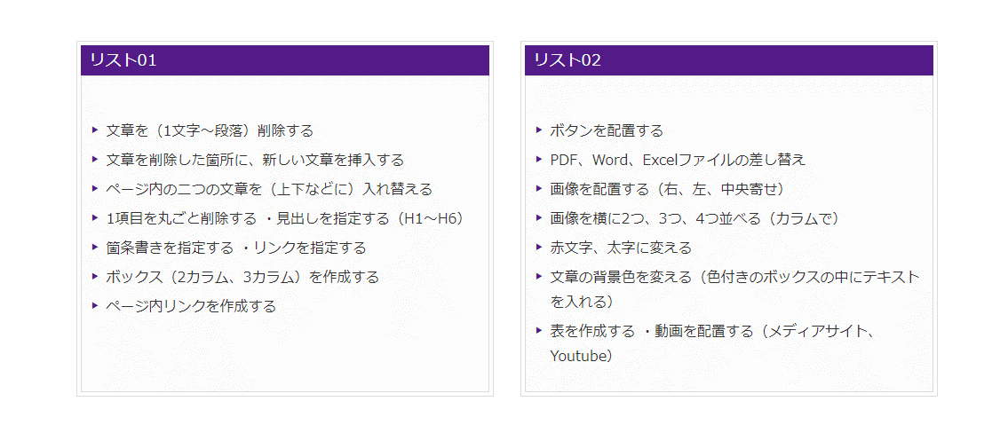 リスト01
文章を（1文字～段落）削除する
文章を削除した箇所に、新しい文章を挿入する
ページ内の二つの文章を（上下などに）入れ替える
1項目を丸ごと削除する ・見出しを指定する（H1～H6）
箇条書きを指定する ・リンクを指定する
ボックス（2カラム、3カラム）を作成する
ページ内リンクを作成する
リスト02
ボタンを配置する
PDF、Word、Excelファイルの差し替え
画像を配置する（右、左、中央寄せ）
画像を横に2つ、3つ、4つ並べる（カラムで）
赤文字、太字に変える
文章の背景色を変える（色付きのボックスの中にテキスト
を入れる）
表を作成する ・動画を配置する（メディアサイト、
Youtube）